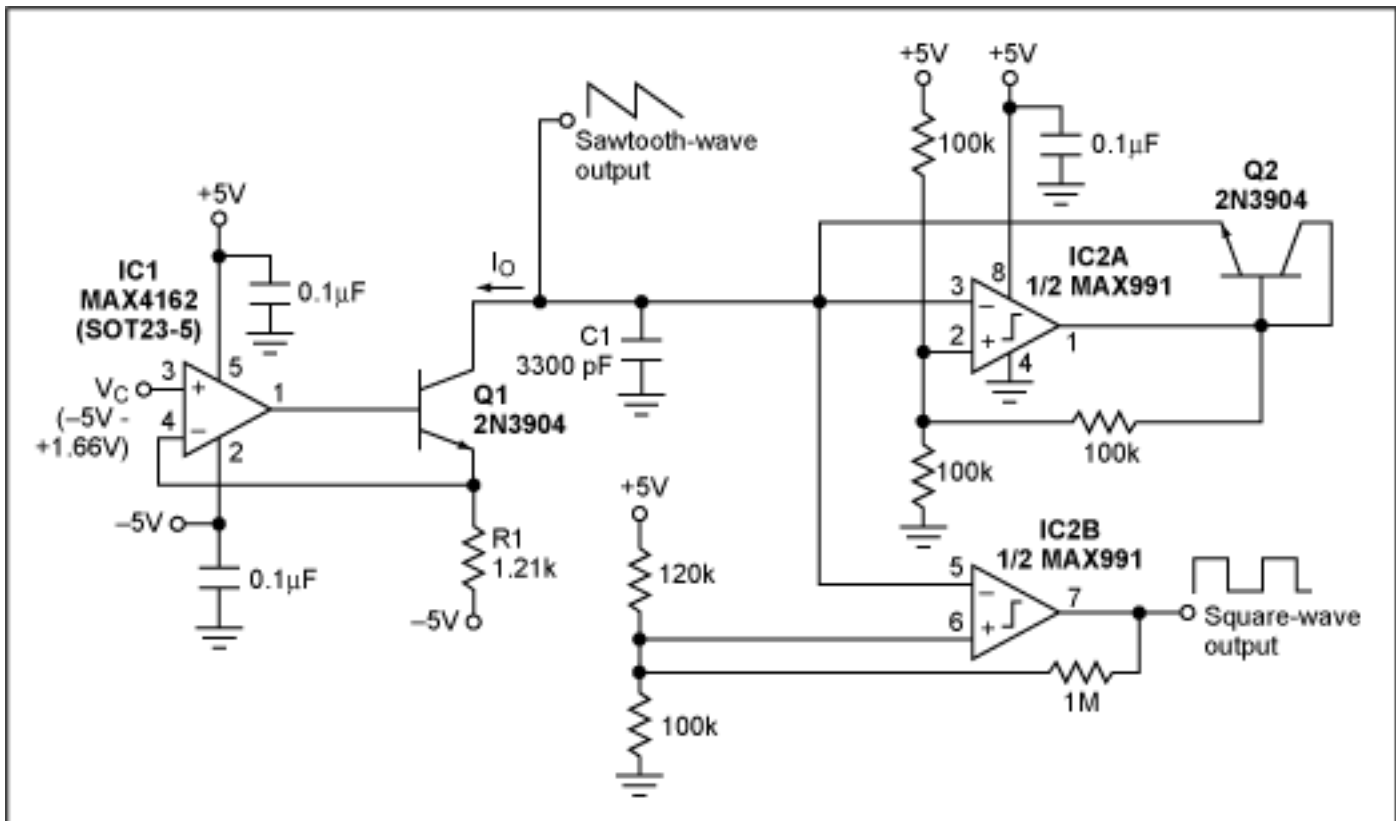 +5V
+5V
Sawtooth-wave
output
100k
0.1µF
Q2
2N3904
+5V
IC1
MAX4162
(SOT23-5)
0.1µF
IO
IC2A
1/2 MAX991
8
3
−
2
+
1
4
C1
3300 pF
5
VC
3
+
1
(–5V -
+1.66V)
4
−
2
Q1
2N3904
100k
100k
–5V
+5V
R1
1.21k
0.1µF
–5V
120k
IC2B
1/2 MAX991
5
−
6
+
7
Square-wave
output
1M
100k